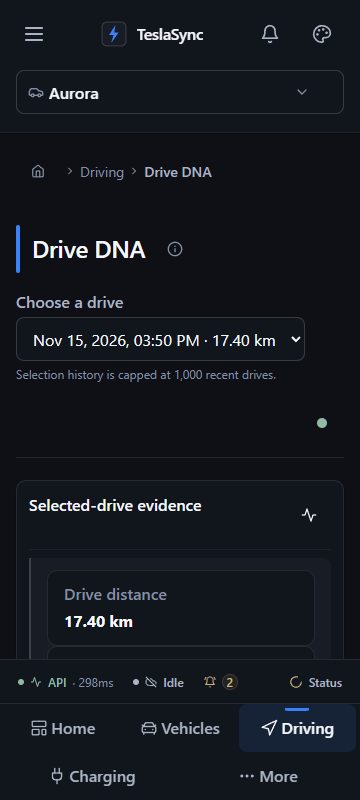 TeslaSync
Aurora
Driving > Drive DNA
Drive DNA
Choose a drive
Nov 15, 2026, 03:50 PM · 17.40 km
Selection history is capped at 1,000 recent drives.
Selected-drive evidence
Drive distance
17.40 km
API · 298ms Idle 2 Status
Home Vehicles Driving
Charging More